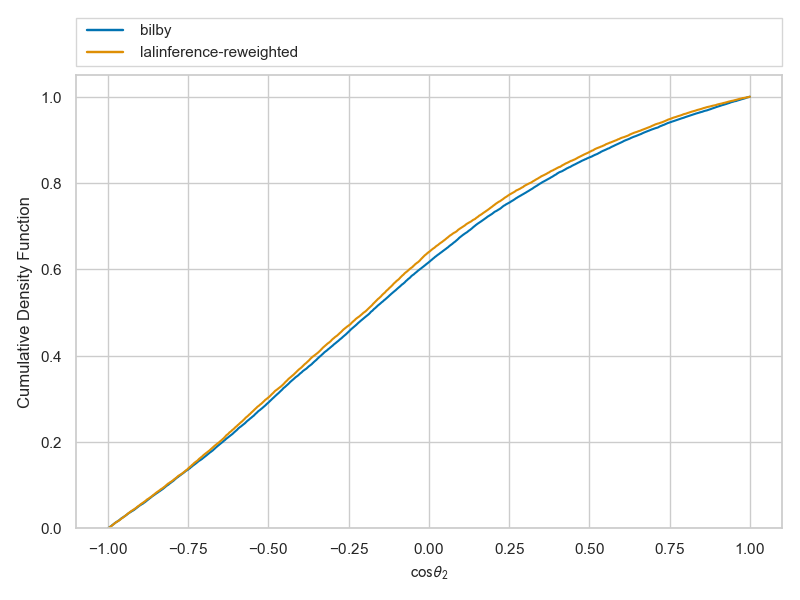 bilby
lalinference-reweighted
1.0
0.8
0.6
0.4
0.2
0.0
Cumulative Density Function
−1.00 −0.75 −0.50 −0.25 0.00 0.25 0.50 0.75 1.00
cosθ₂